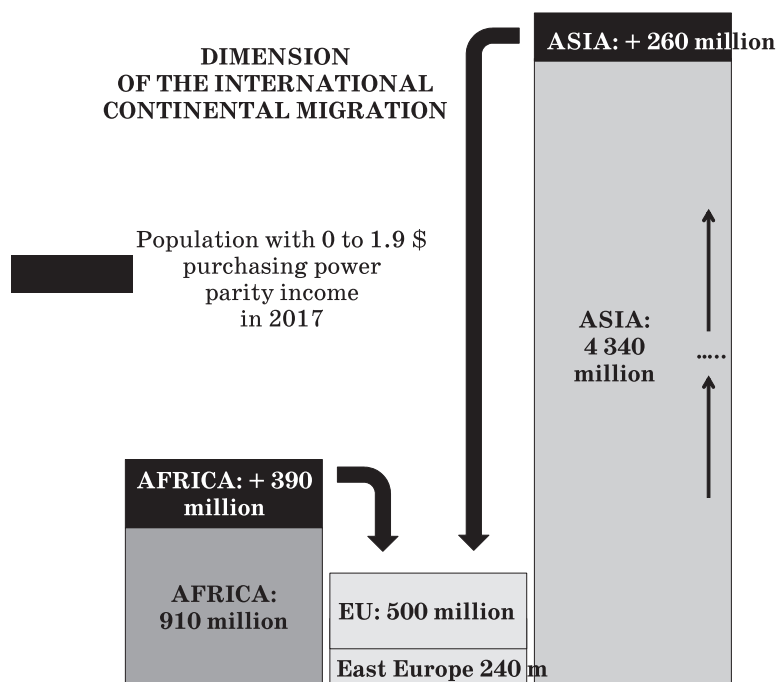 DIMENSION
OF THE INTERNATIONAL
CONTINENTAL MIGRATION
ASIA: + 260 million
Population with 0 to 1.9 $
purchasing power
parity income
in 2017
ASIA:
4 340
million
.....
AFRICA: + 390
million
AFRICA:
910 million
EU: 500 million
East Europe 240 m